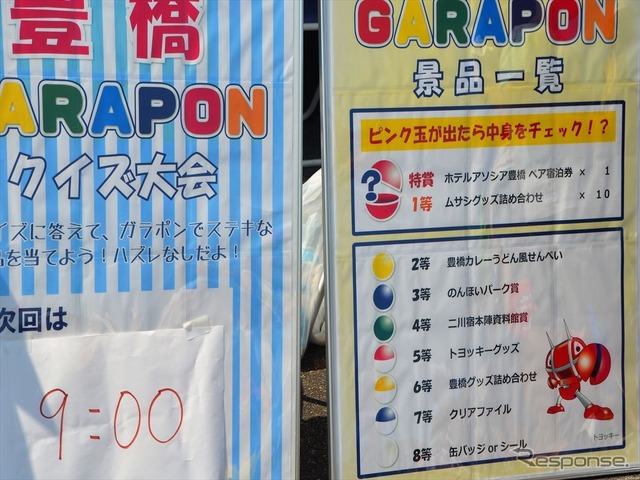 豊橋
ARAPON
クイズ大会
イズに答えて、ガラポンでステキな
品を当てよう!ハズレなしだよ!
次回は
9:00
GARAPON
景品一覧
ピンク玉が出たら中身をチェック!?
?
特賞 ホテルアソシア豊橋 ペア宿泊券 x 1
1等 ムサシグッズ詰め合わせ x 10
2等 豊橋カレーうどん風せんべい
3等 のんほいパーク賞
4等 二川宿本陣資料館賞
5等 トヨッキーグッズ
6等 豊橋グッズ詰め合わせ
7等 クリアファイル
8等 缶バッジ or シール
トヨッキー
Response.